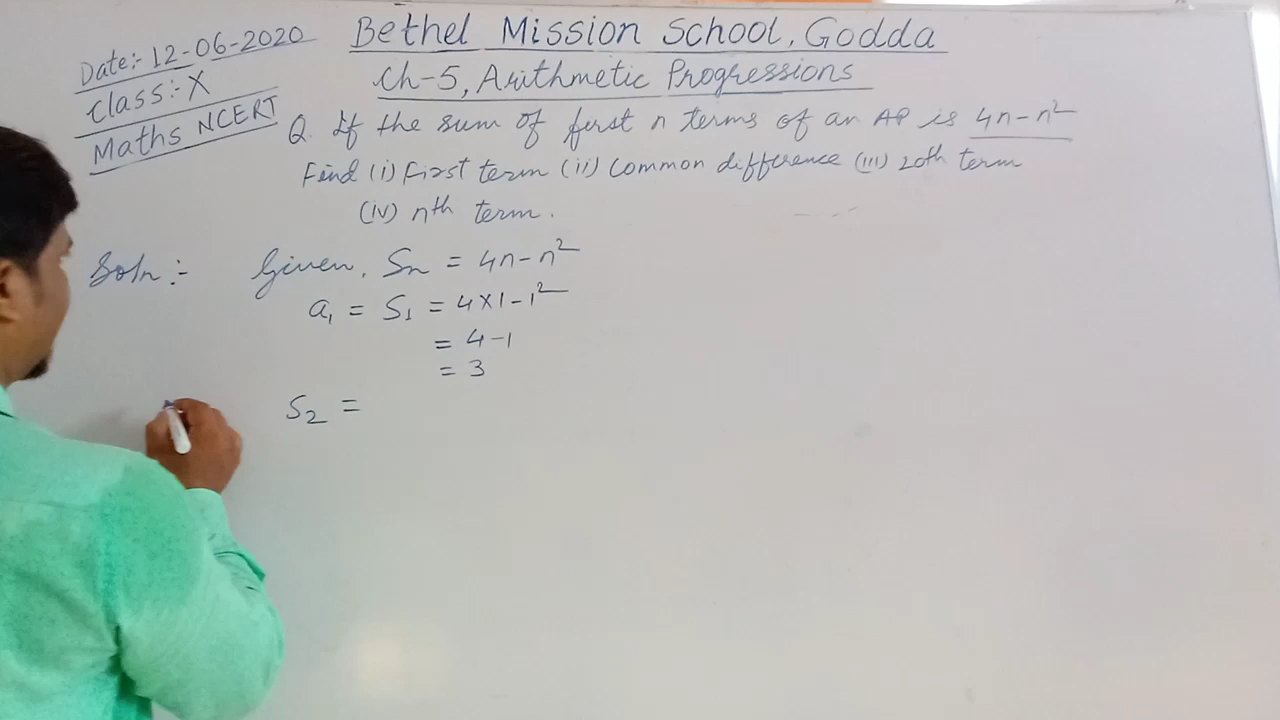 Date:- 12-06-2020
Class:- X
Maths NCERT
Bethel Mission School, Godda
Ch-5, Arithmetic Progressions
Q. If the sum of first n terms of an AP is 4n-n²
Find (i) First term (ii) Common difference (iii) 20th term
(iv) nth term.
Soln:- Given, Sₙ = 4n-n²
a₁ = S₁ = 4×1-1²
= 4-1
= 3
S₂ =